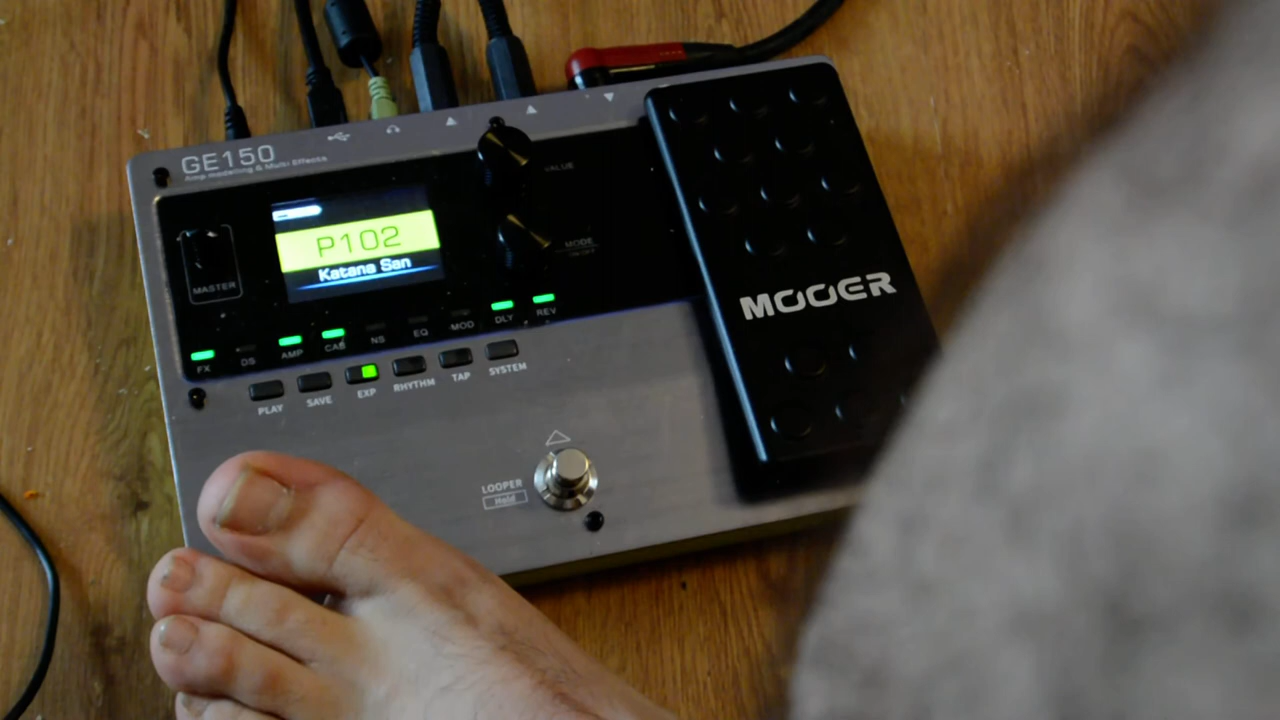 GE150
Amp modelling & Multi Effects
VALUE
MODE
MASTER
P102
Katana San
MOOER
FX
DS
AMP
CAB
NS
EQ
MOD
DLY
REV
PLAY
SAVE
EXP
RHYTHM
TAP
SYSTEM
LOOPER
Hold